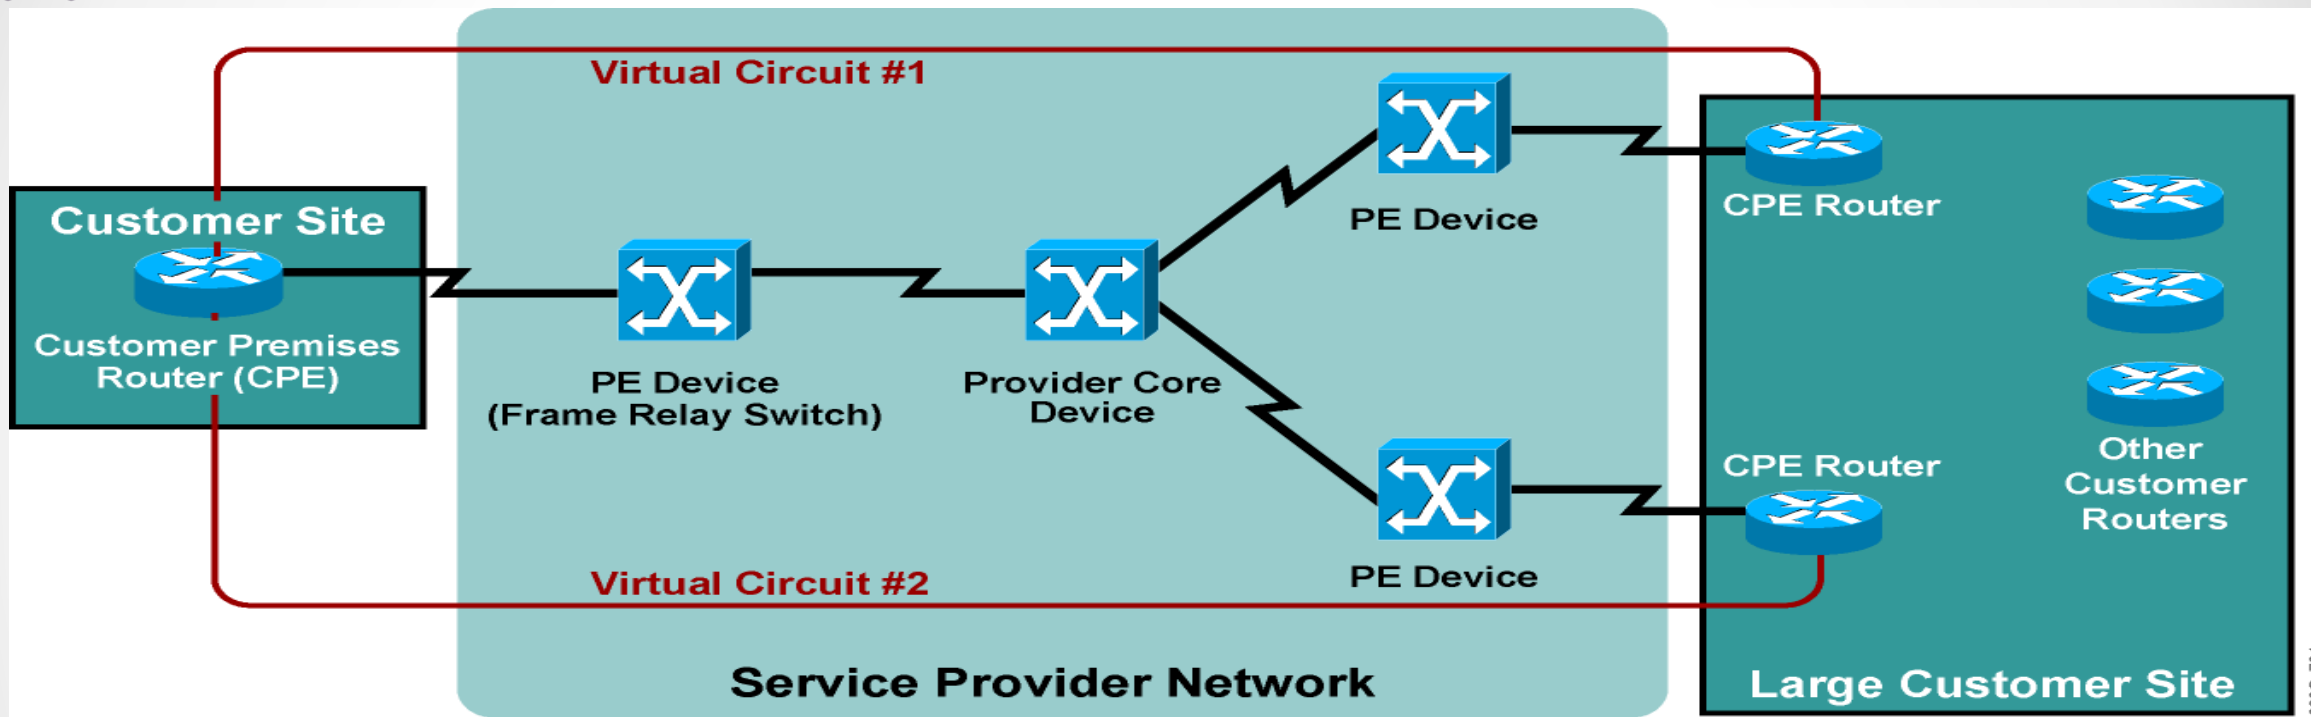 Virtual Circuit #1
Customer Site
Customer Premises
Router (CPE)
PE Device
(Frame Relay Switch)
Provider Core
Device
PE Device
CPE Router
CPE Router
Other
Customer
Routers
PE Device
Virtual Circuit #2
Service Provider Network
Large Customer Site